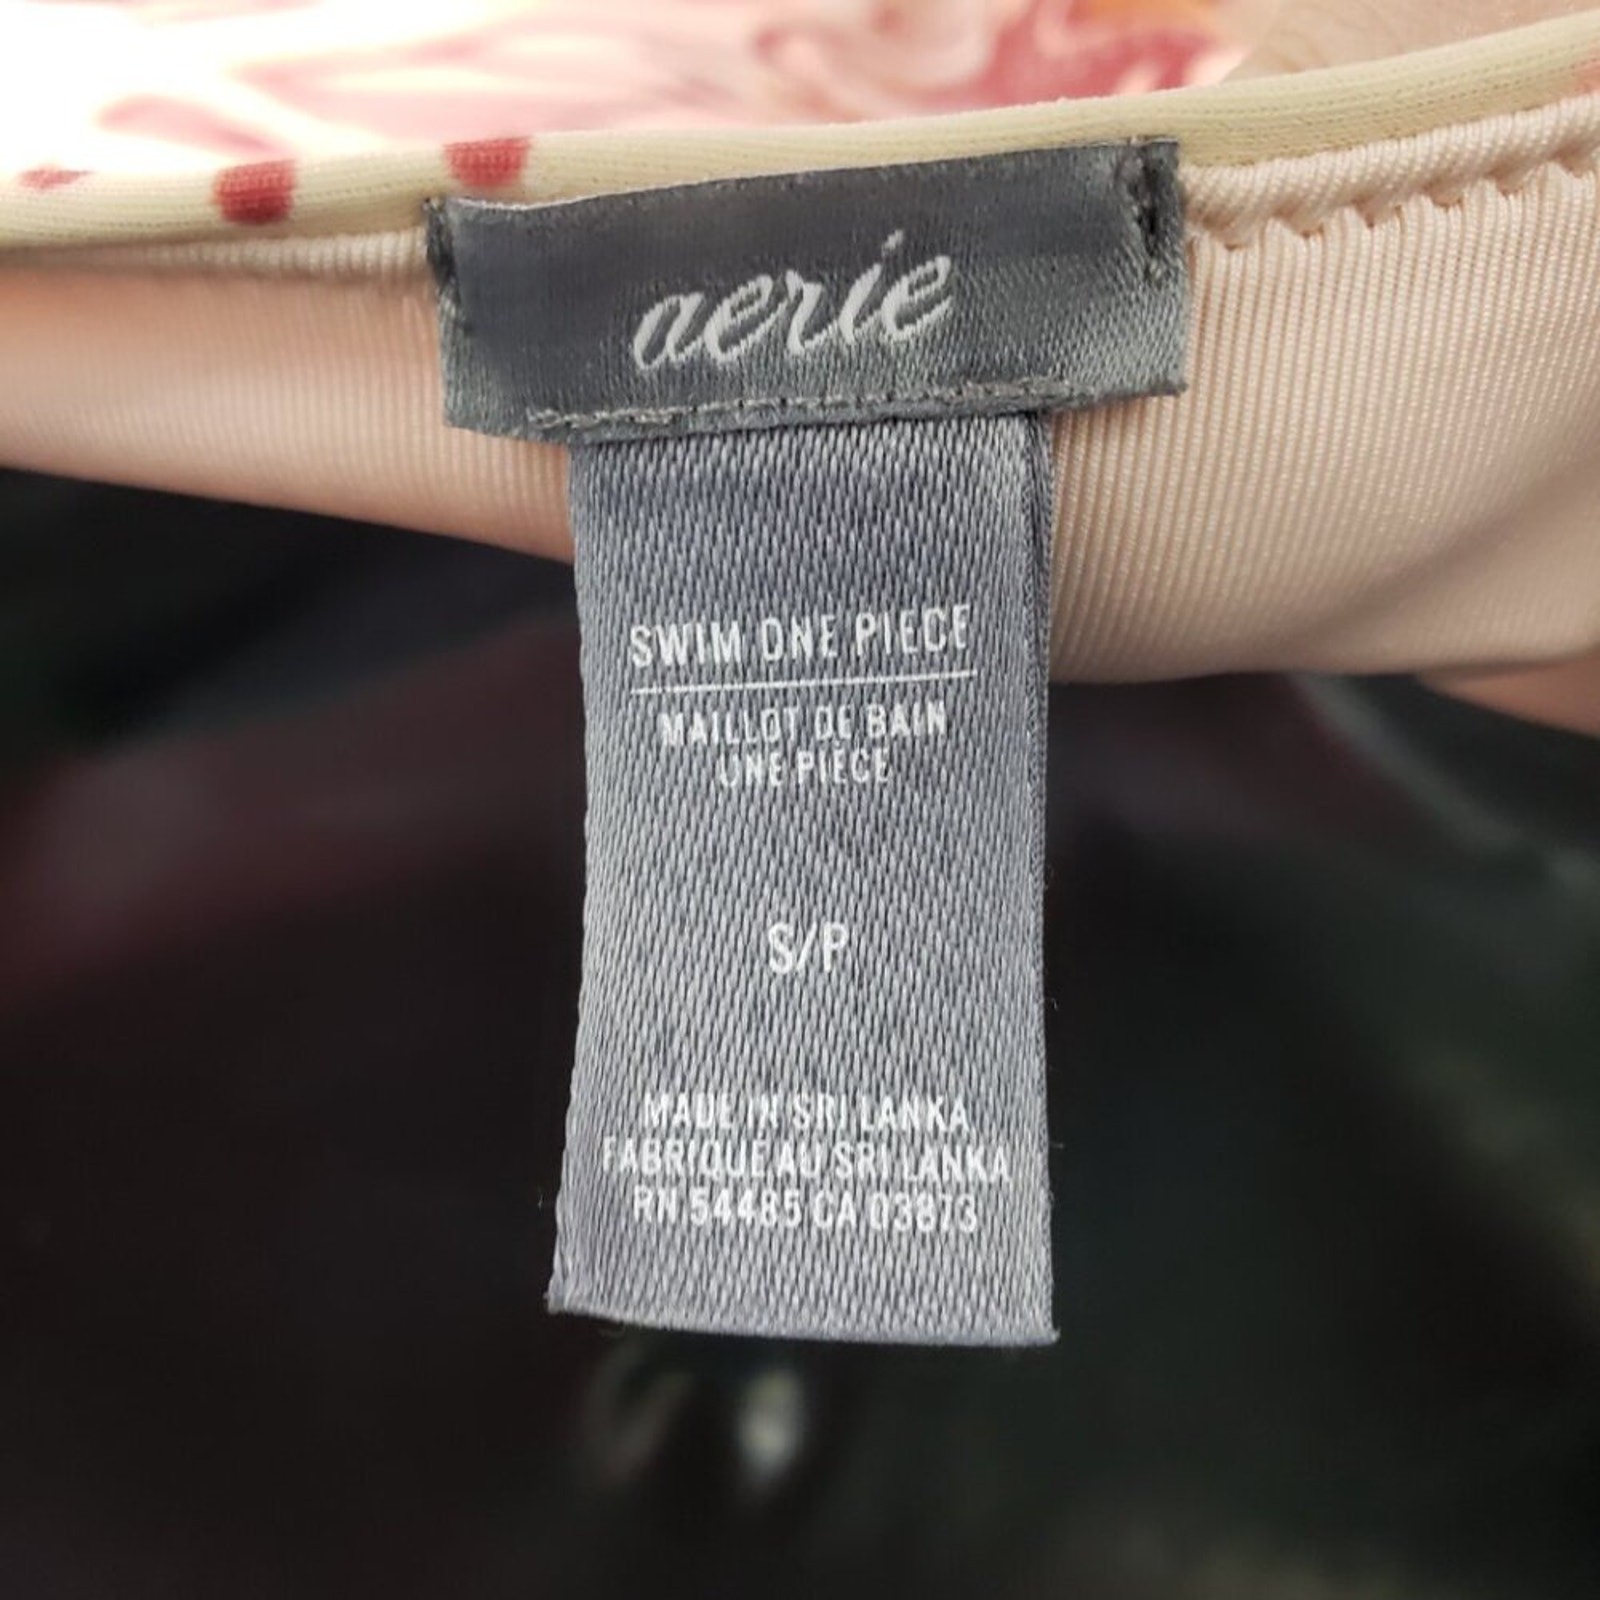 aerie
SWIM ONE PIECE
MAILLOT DE BAIN
UNE PIÈCE
S/P
MADE IN SRI LANKA
FABRIQUE AU SRI LANKA
RN 54485 CA 03873